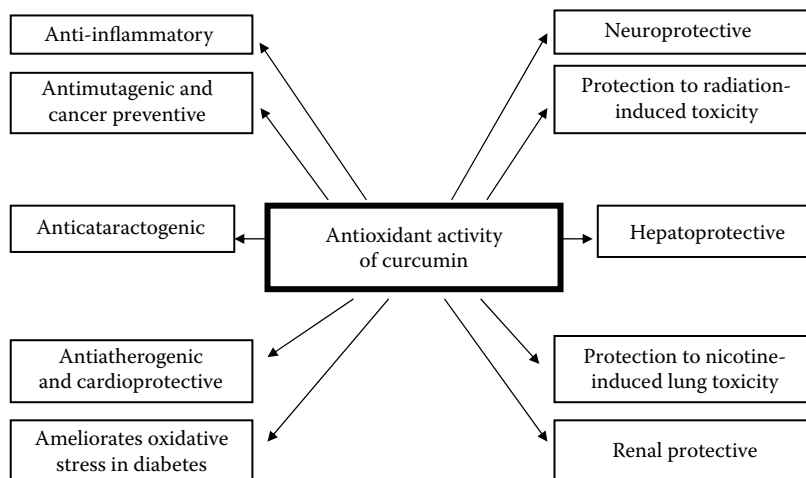 Anti-inflammatory
Neuroprotective
Antimutagenic and
cancer preventive
Protection to radiation-
induced toxicity
Anticataractogenic
Antioxidant activity
of curcumin
Hepatoprotective
Antiatherogenic
and cardioprotective
Protection to nicotine-
induced lung toxicity
Ameliorates oxidative
stress in diabetes
Renal protective